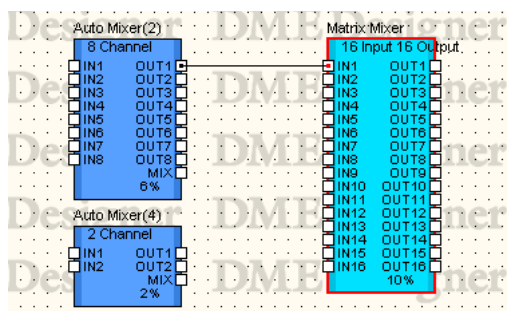 Auto Mixer(2)
8 Channel
IN1 OUT1
IN2 OUT2
IN3 OUT3
IN4 OUT4
IN5 OUT5
IN6 OUT6
IN7 OUT7
IN8 OUT8
MIX
6%
Auto Mixer(4)
2 Channel
IN1 OUT1
IN2 OUT2
MIX
2%
Matrix Mixer
16 Input 16 Output
IN1 OUT1
IN2 OUT2
IN3 OUT3
IN4 OUT4
IN5 OUT5
IN6 OUT6
IN7 OUT7
IN8 OUT8
IN9 OUT9
IN10 OUT10
IN11 OUT11
IN12 OUT12
IN13 OUT13
IN14 OUT14
IN15 OUT15
IN16 OUT16
10%